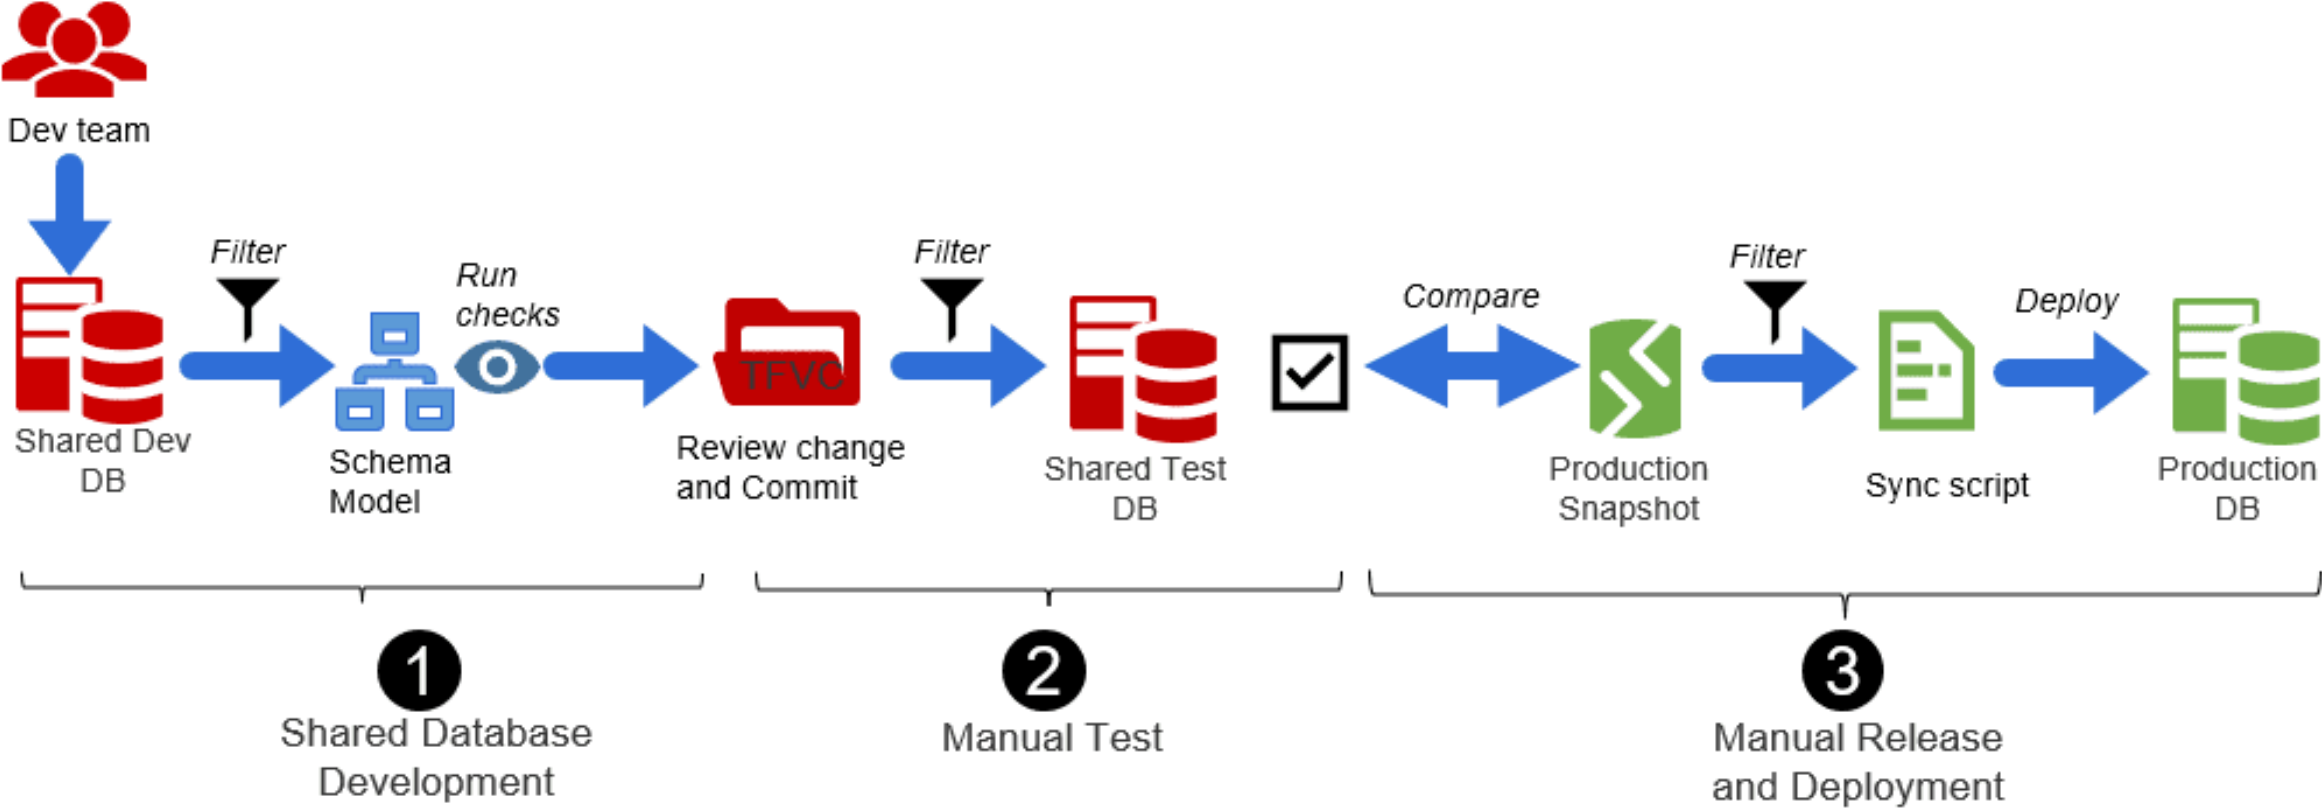 Dev team
Filter
Run
checks
Filter
Compare
Filter
Deploy
TFVC
Shared Dev
DB
Schema
Model
Review change
and Commit
Shared Test
DB
Production
Snapshot
Sync script
Production
DB
1
Shared Database
Development
2
Manual Test
3
Manual Release
and Deployment